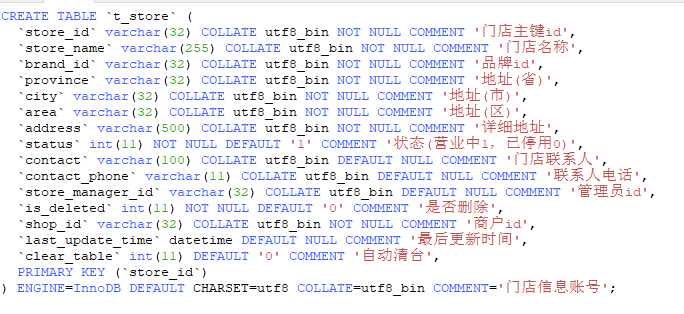 CREATE TABLE `t_store` (
  `store_id` varchar(32) COLLATE utf8_bin NOT NULL COMMENT '门店主键id',
  `store_name` varchar(255) COLLATE utf8_bin NOT NULL COMMENT '门店名称',
  `brand_id` varchar(32) COLLATE utf8_bin NOT NULL COMMENT '品牌id',
  `province` varchar(32) COLLATE utf8_bin NOT NULL COMMENT '地址(省)',
  `city` varchar(32) COLLATE utf8_bin NOT NULL COMMENT '地址(市)',
  `area` varchar(32) COLLATE utf8_bin NOT NULL COMMENT '地址(区)',
  `address` varchar(500) COLLATE utf8_bin NOT NULL COMMENT '详细地址',
  `status` int(11) NOT NULL DEFAULT '1' COMMENT '状态(营业中1，已停用0)',
  `contact` varchar(100) COLLATE utf8_bin DEFAULT NULL COMMENT '门店联系人',
  `contact_phone` varchar(11) COLLATE utf8_bin DEFAULT NULL COMMENT '联系人电话',
  `store_manager_id` varchar(32) COLLATE utf8_bin DEFAULT NULL COMMENT '管理员id',
  `is_deleted` int(11) NOT NULL DEFAULT '0' COMMENT '是否删除',
  `shop_id` varchar(32) COLLATE utf8_bin NOT NULL COMMENT '商户id',
  `last_update_time` datetime DEFAULT NULL COMMENT '最后更新时间',
  `clear_table` int(11) DEFAULT '0' COMMENT '自动清台',
  PRIMARY KEY (`store_id`)
) ENGINE=InnoDB DEFAULT CHARSET=utf8 COLLATE=utf8_bin COMMENT='门店信息账号';